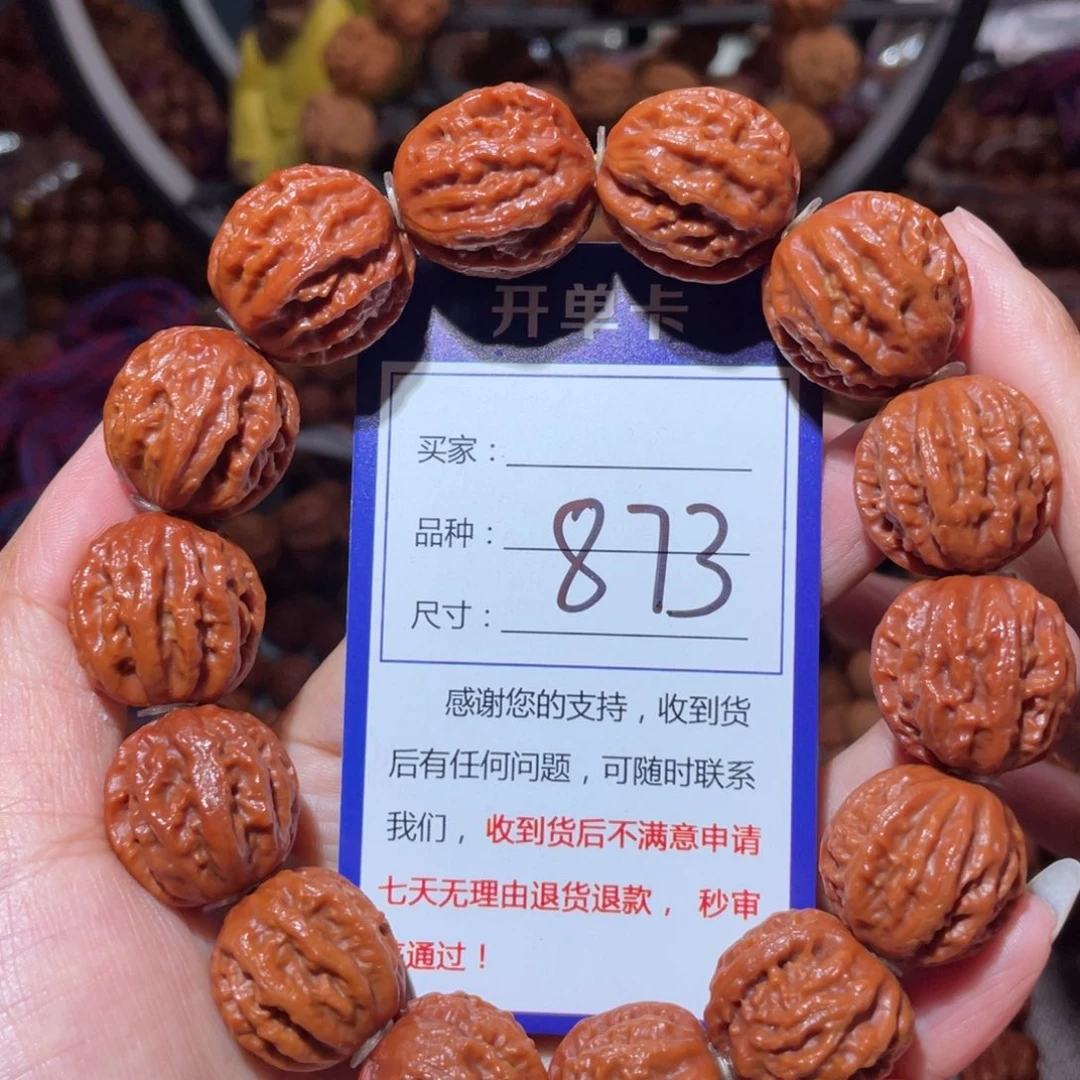 开单卡
买家：
品种：
873
尺寸：
感谢您的支持，收到货
后有任何问题，可随时联系
我们，收到货后不满意申请
七天无理由退货退款，秒审
通过！